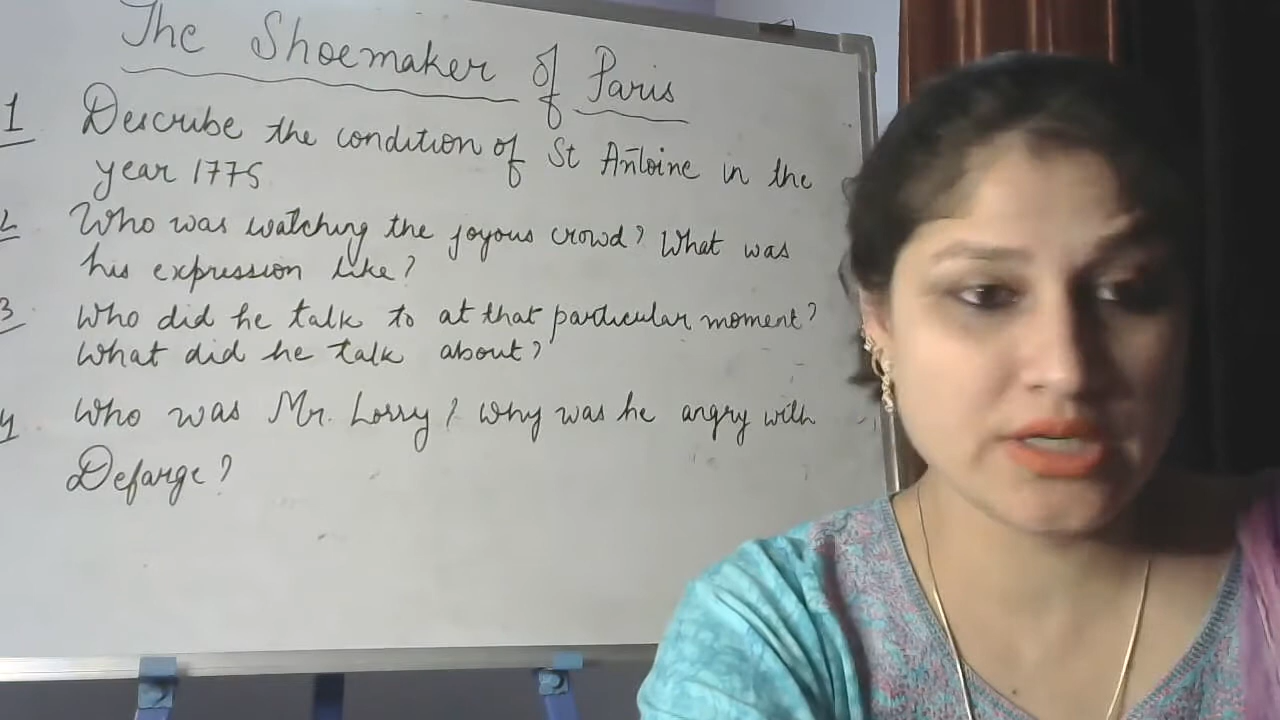 The Shoemaker of Paris
1 Describe the condition of St Antoine in the
year 1775
2 Who was watching the joyous crowd? What was
his expression like?
3 Who did he talk to at that particular moment?
What did he talk about?
4 Who was Mr. Lorry? Why was he angry with
Defarge?